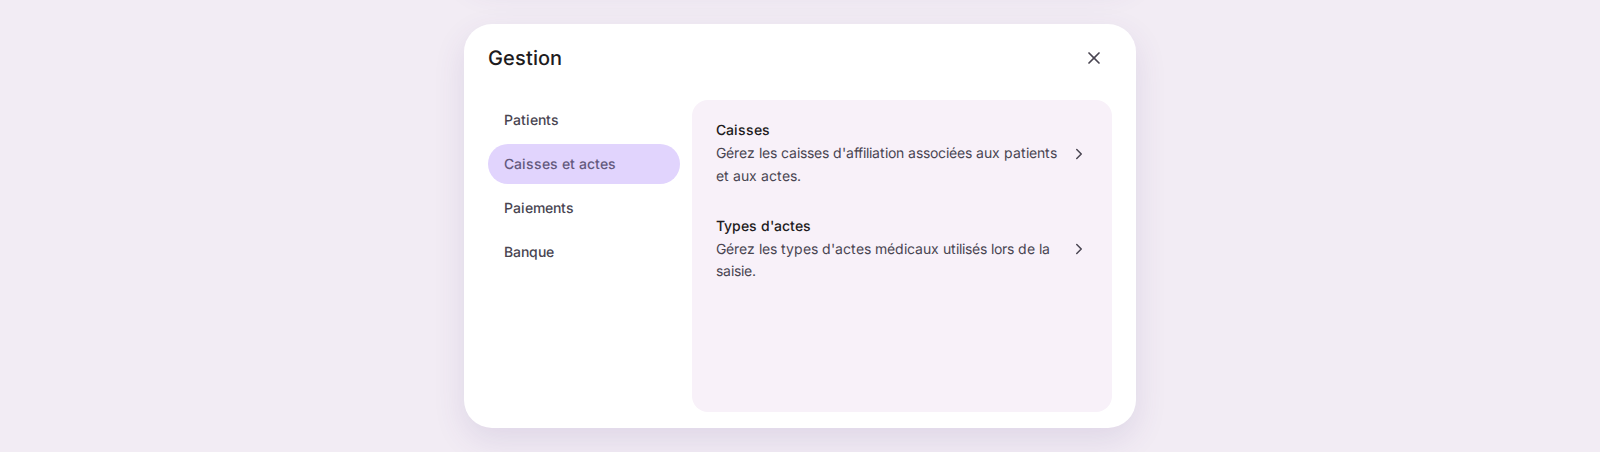 Gestion
Patients
Caisses et actes
Paiements
Banque
Caisses
Gérez les caisses d'affiliation associées aux patients
et aux actes.
Types d'actes
Gérez les types d'actes médicaux utilisés lors de la
saisie.